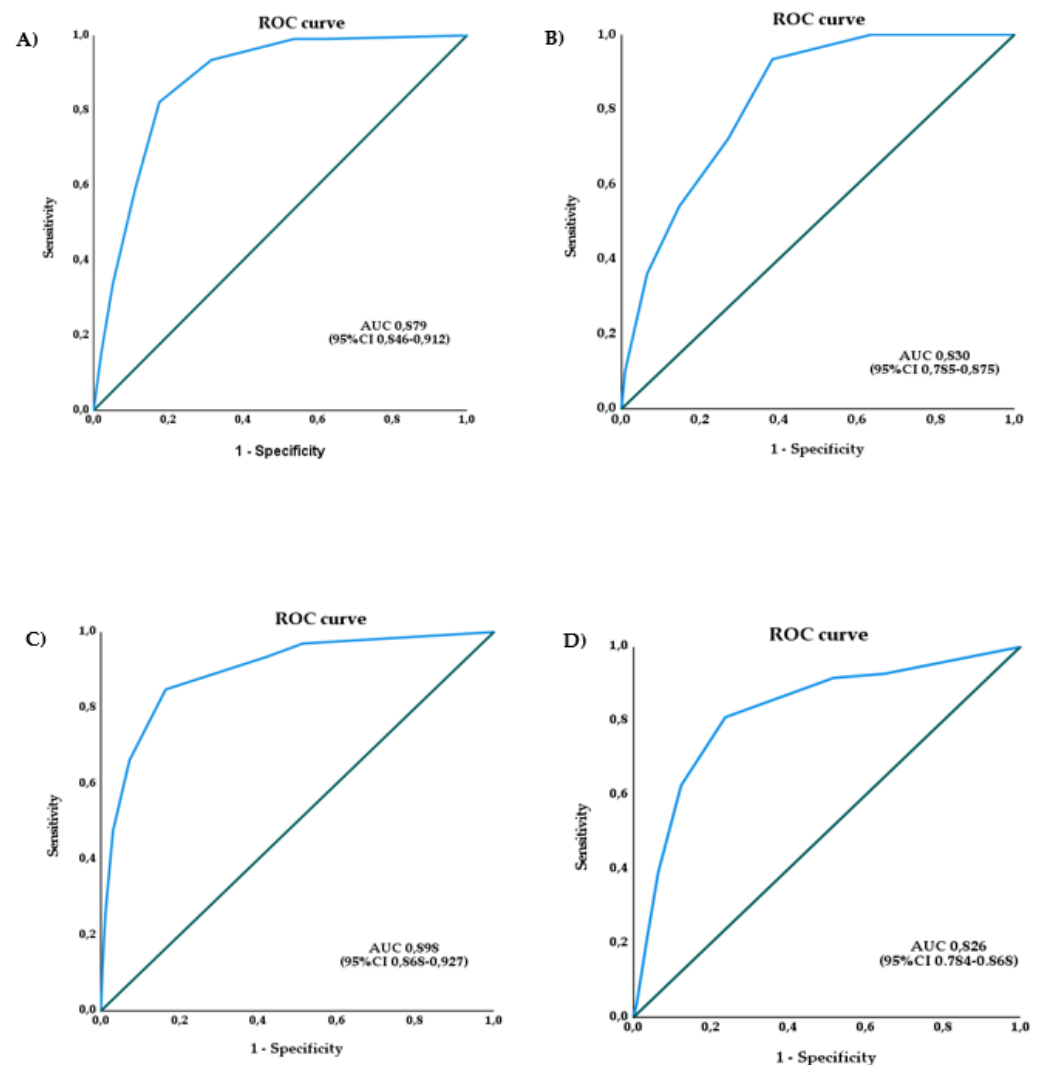 A)
ROC curve
1,0
0,8
0,6
0,4
0,2
0,0
Sensitivity
AUC 0,879
(95%CI 0,846-0,912)
0,0 0,2 0,4 0,6 0,8 1,0
1 - Specificity
B)
ROC curve
1,0
0,8
0,6
0,4
0,2
0,0
Sensitivity
AUC 0,830
(95%CI 0,785-0,875)
0,0 0,2 0,4 0,6 0,8 1,0
1 - Specificity
C)
ROC curve
1,0
0,8
0,6
0,4
0,2
0,0
Sensitivity
AUC 0,898
(95%CI 0,868-0,927)
0,0 0,2 0,4 0,6 0,8 1,0
1 - Specificity
D)
ROC curve
1,0
0,8
0,6
0,4
0,2
0,0
Sensitivity
AUC 0,826
(95%CI 0.784-0.868)
0,0 0,2 0,4 0,6 0,8 1,0
1 - Specificity